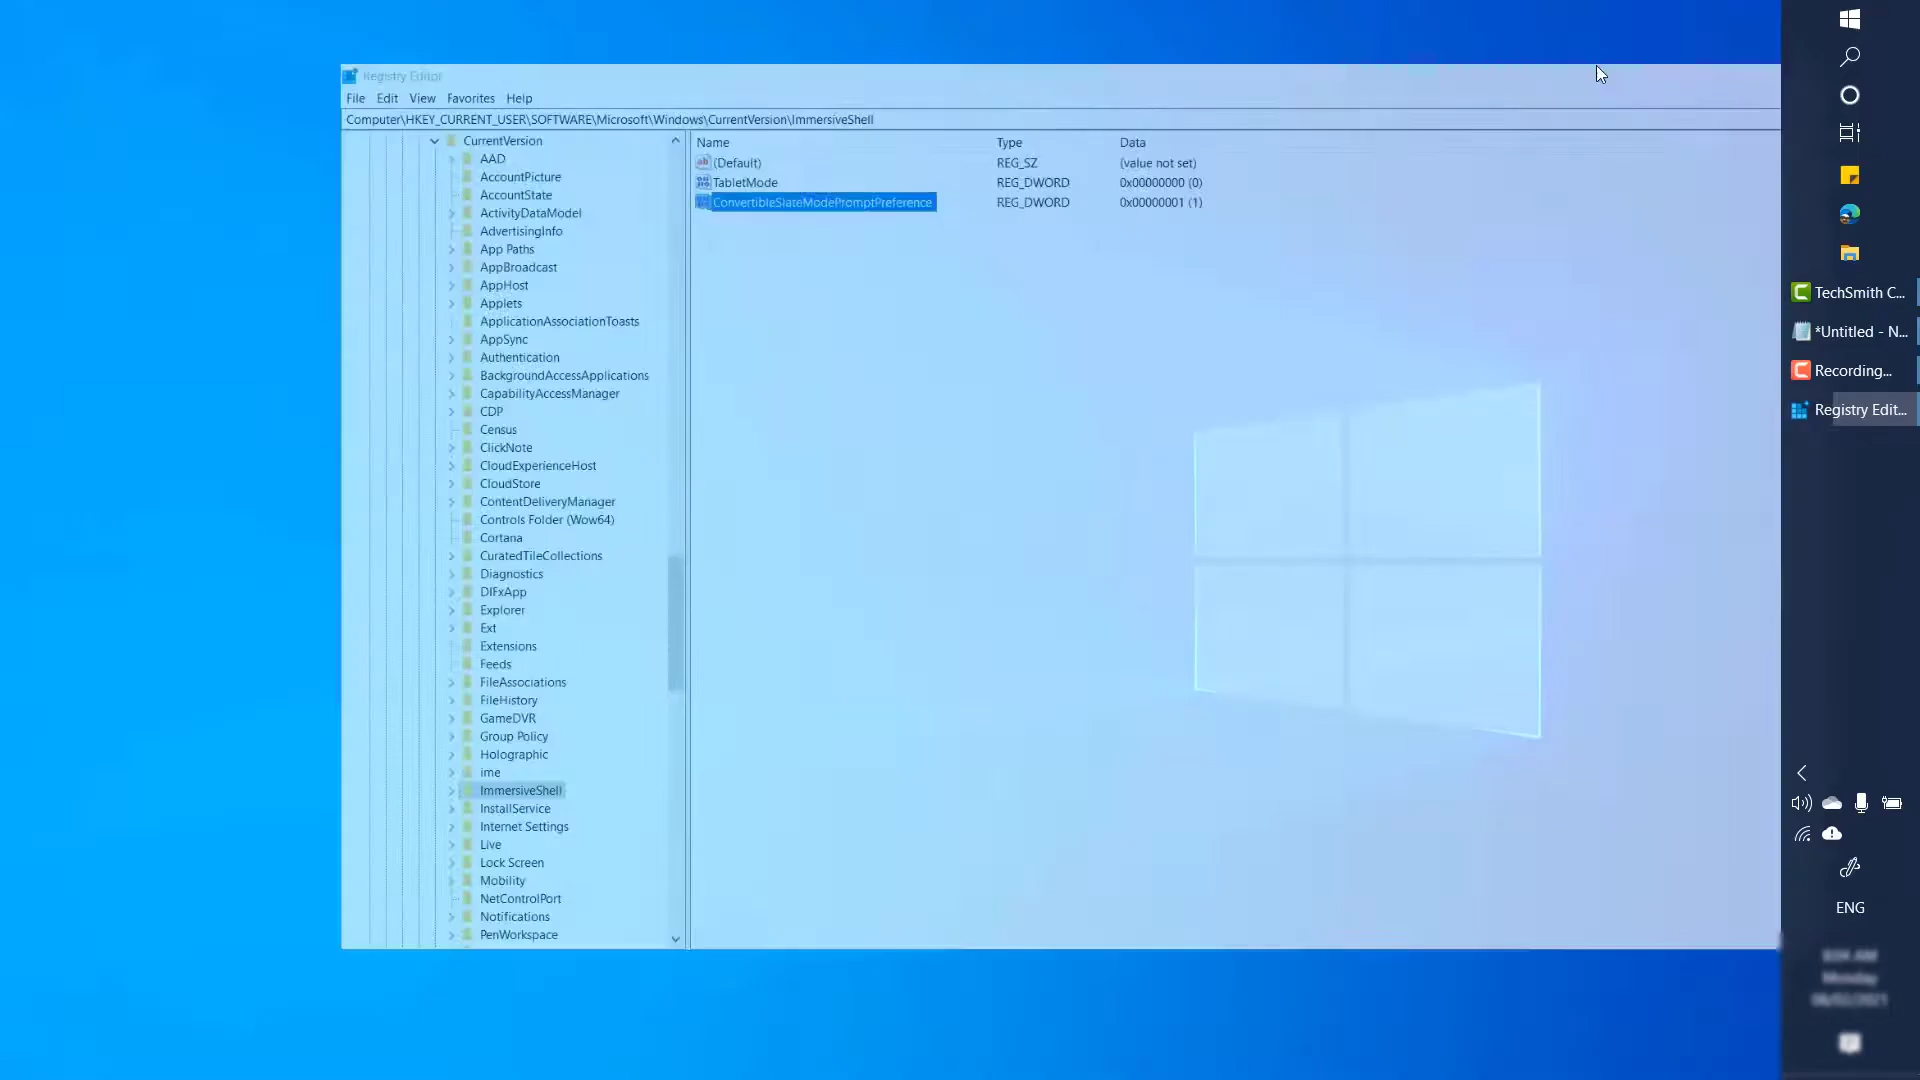 Registry Editor
File Edit View Favorites Help
Computer\HKEY_CURRENT_USER\SOFTWARE\Microsoft\Windows\CurrentVersion\ImmersiveShell
CurrentVersion
AAD
AccountPicture
AccountState
ActivityDataModel
AdvertisingInfo
App Paths
AppBroadcast
AppHost
Applets
ApplicationAssociationToasts
AppSync
Authentication
BackgroundAccessApplications
CapabilityAccessManager
CDP
Census
ClickNote
CloudExperienceHost
CloudStore
ContentDeliveryManager
Controls Folder (Wow64)
Cortana
CuratedTileCollections
Diagnostics
DIFxApp
Explorer
Ext
Extensions
Feeds
FileAssociations
FileHistory
GameDVR
Group Policy
Holographic
ime
ImmersiveShell
InstallService
Internet Settings
Live
Lock Screen
Mobility
NetControlPort
Notifications
PenWorkspace
Name Type Data
(Default) REG_SZ (value not set)
TabletMode REG_DWORD 0x00000000 (0)
ConvertibleSlateModePromptPreference REG_DWORD 0x00000001 (1)
TechSmith C...
*Untitled - N...
Recording...
Registry Edit...
ENG
Monday